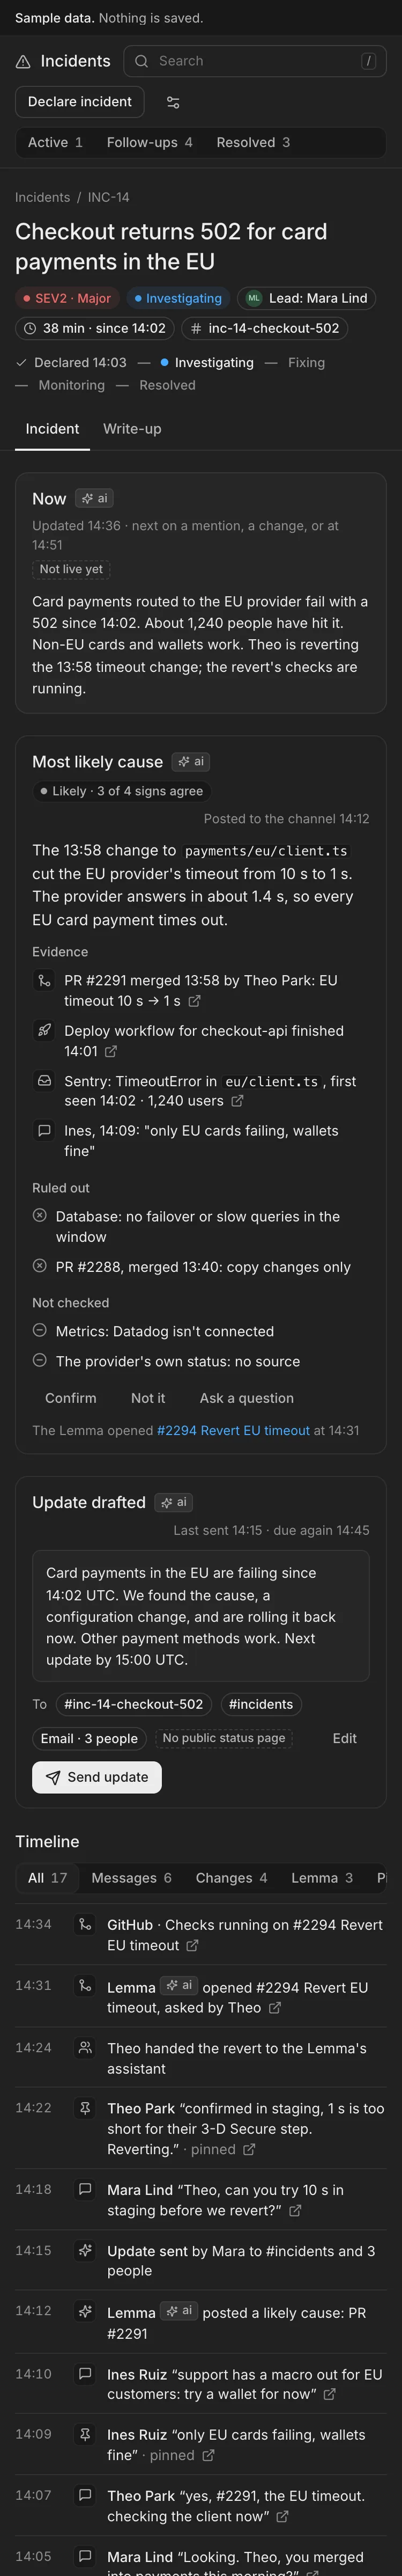 Sample data. Nothing is saved.
Incidents
Search
/
Declare incident
Active 1 Follow-ups 4 Resolved 3
Incidents / INC-14
Checkout returns 502 for card
payments in the EU
SEV2 · Major
Investigating
ML Lead: Mara Lind
38 min · since 14:02
inc-14-checkout-502
Declared 14:03 — Investigating — Fixing
— Monitoring — Resolved
Incident Write-up
Now ai
Updated 14:36 · next on a mention, a change, or at
14:51
Not live yet
Card payments routed to the EU provider fail with a
502 since 14:02. About 1,240 people have hit it.
Non-EU cards and wallets work. Theo is reverting
the 13:58 timeout change; the revert's checks are
running.
Most likely cause ai
Likely · 3 of 4 signs agree
Posted to the channel 14:12
The 13:58 change to payments/eu/client.ts
cut the EU provider's timeout from 10 s to 1 s.
The provider answers in about 1.4 s, so every
EU card payment times out.
Evidence
PR #2291 merged 13:58 by Theo Park: EU
timeout 10 s → 1 s
Deploy workflow for checkout-api finished
14:01
Sentry: TimeoutError in eu/client.ts , first
seen 14:02 · 1,240 users
Ines, 14:09: "only EU cards failing, wallets
fine"
Ruled out
Database: no failover or slow queries in the
window
PR #2288, merged 13:40: copy changes only
Not checked
Metrics: Datadog isn't connected
The provider's own status: no source
Confirm Not it Ask a question
The Lemma opened #2294 Revert EU timeout at 14:31
Update drafted ai
Last sent 14:15 · due again 14:45
Card payments in the EU are failing since
14:02 UTC. We found the cause, a
configuration change, and are rolling it back
now. Other payment methods work. Next
update by 15:00 UTC.
To #inc-14-checkout-502 #incidents
Email · 3 people No public status page Edit
Send update
Timeline
All 17 Messages 6 Changes 4 Lemma 3
14:34 GitHub · Checks running on #2294 Revert
EU timeout
14:31 Lemma ai opened #2294 Revert EU
timeout, asked by Theo
14:24 Theo handed the revert to the Lemma's
assistant
14:22 Theo Park “confirmed in staging, 1 s is too
short for their 3-D Secure step.
Reverting.” · pinned
14:18 Mara Lind “Theo, can you try 10 s in
staging before we revert?”
14:15 Update sent by Mara to #incidents and 3
people
14:12 Lemma ai posted a likely cause: PR
#2291
14:10 Ines Ruiz “support has a macro out for EU
customers: try a wallet for now”
14:09 Ines Ruiz “only EU cards failing, wallets
fine” · pinned
14:07 Theo Park “yes, #2291, the EU timeout.
checking the client now”
14:05 Mara Lind “Looking. Theo, you merged
into payments this morning?”